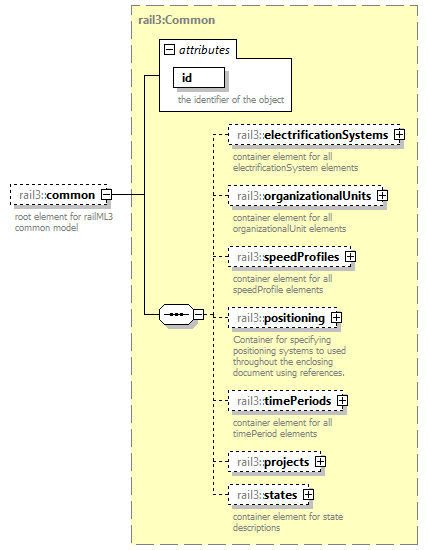 rail3:Common
attributes
id
the identifier of the object
rail3::electrificationSystems
container element for all
electrificationSystem elements
rail3::common
root element for railML3
common model
rail3::organizationalUnits
container element for all
organizationalUnit elements
rail3::speedProfiles
container element for all
speedProfile elements
rail3::positioning
Container for specifying
positioning systems to used
throughout the enclosing
document using references.
rail3::timePeriods
container element for all
timePeriod elements
rail3::projects
rail3::states
container element for state
descriptions